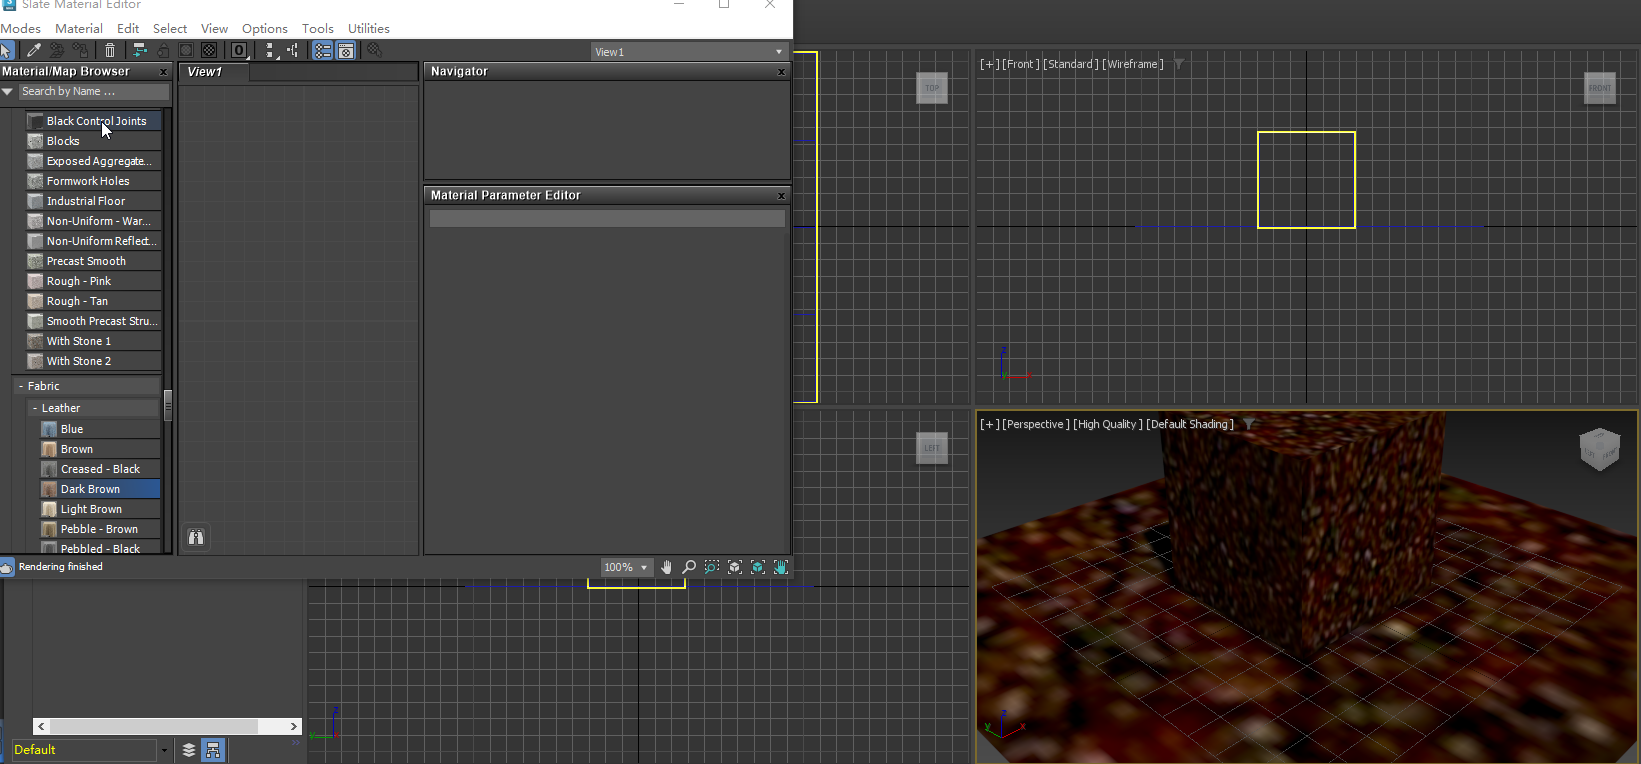 Slate Material Editor
Modes Material Edit Select View Options Tools Utilities
View1
Material/Map Browser x
View1
Navigator x
Search by Name ...
Black Control Joints
Blocks
Exposed Aggregate...
Formwork Holes
Industrial Floor
Non-Uniform - War...
Non-Uniform Reflect...
Precast Smooth
Rough - Pink
Rough - Tan
Smooth Precast Stru...
With Stone 1
With Stone 2
- Fabric
- Leather
Blue
Brown
Creased - Black
Dark Brown
Light Brown
Pebble - Brown
Pebbled - Black
Material Parameter Editor x
Rendering finished
100%
Default
TOP
[+] [Front ] [Standard ] [Wireframe ]
FRONT
z
y x
LEFT
z
y x
[+] [Perspective ] [High Quality ] [Default Shading ]
z
y x